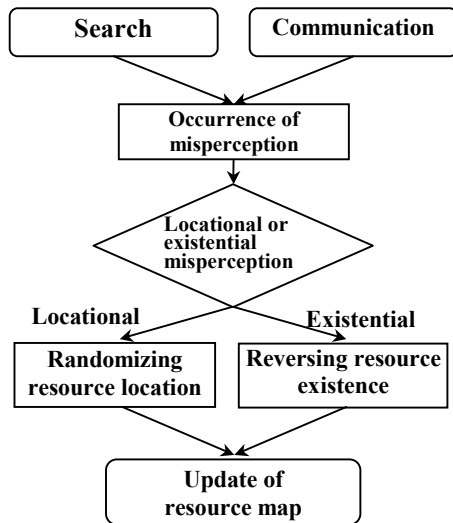 Search
Communication
Occurrence of
misperception
Locational or
existential
misperception
Locational
Existential
Randomizing
resource location
Reversing resource
existence
Update of
resource map